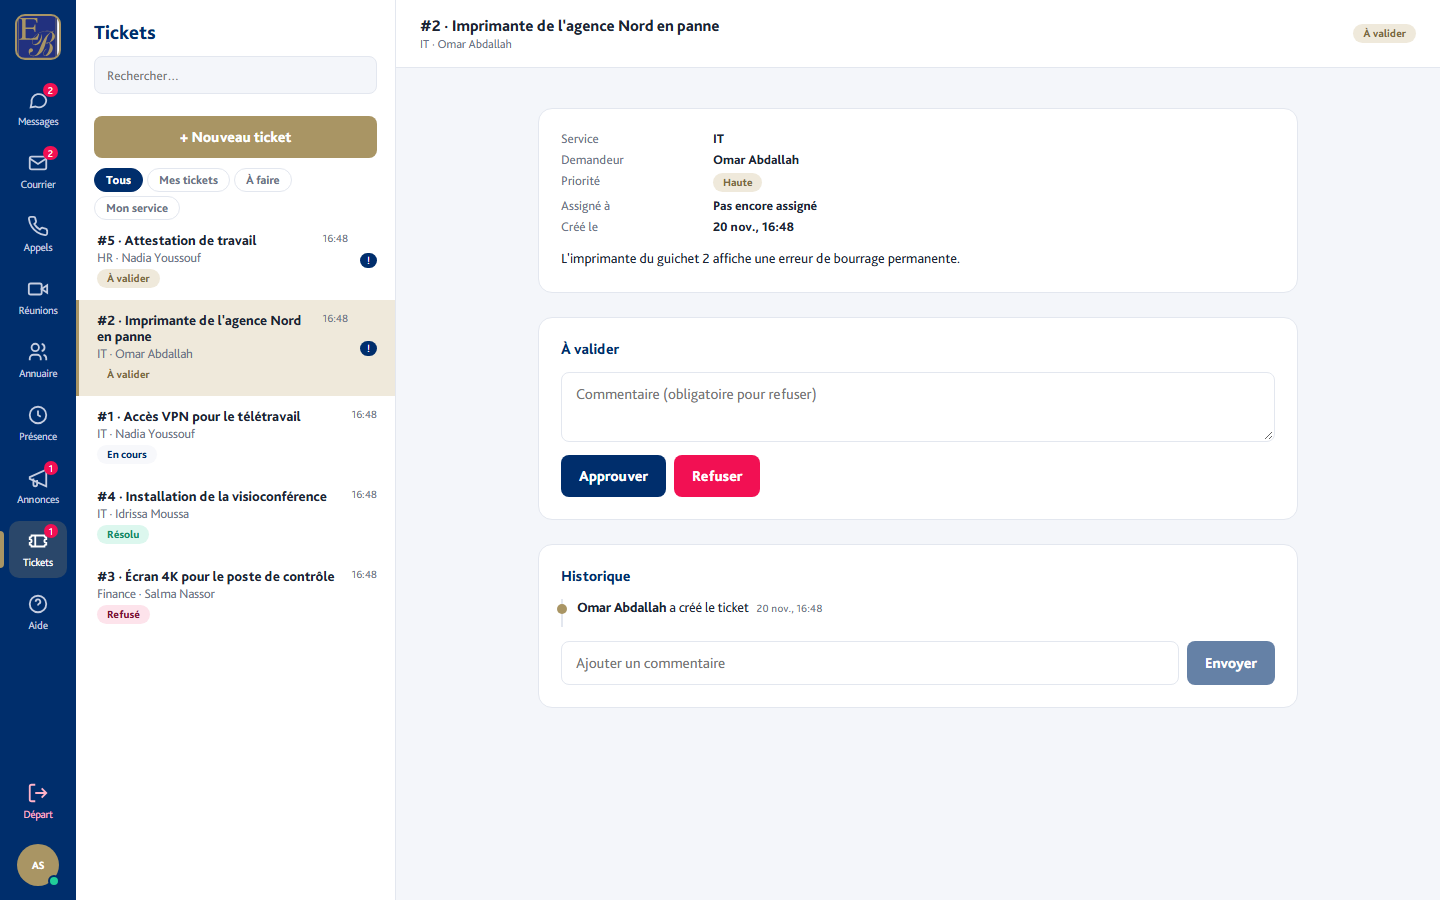 EB
2
Messages
2
Courrier
Appels
Réunions
Annuaire
Présence
1
Annonces
1
Tickets
Aide
Départ
AS
Tickets
Rechercher...
+ Nouveau ticket
Tous
Mes tickets
À faire
Mon service
#5 · Attestation de travail
16:48
HR · Nadia Youssouf
!
À valider
#2 · Imprimante de l'agence Nord
en panne
16:48
IT · Omar Abdallah
!
À valider
#1 · Accès VPN pour le télétravail
16:48
IT · Nadia Youssouf
En cours
#4 · Installation de la visioconférence
16:48
IT · Idrissa Moussa
Résolu
#3 · Écran 4K pour le poste de contrôle
16:48
Finance · Salma Nassor
Refusé
#2 · Imprimante de l'agence Nord en panne
IT · Omar Abdallah
À valider
Service IT
Demandeur Omar Abdallah
Priorité Haute
Assigné à Pas encore assigné
Créé le 20 nov., 16:48
L'imprimante du guichet 2 affiche une erreur de bourrage permanente.
À valider
Commentaire (obligatoire pour refuser)
Approuver
Refuser
Historique
Omar Abdallah a créé le ticket 20 nov., 16:48
Ajouter un commentaire
Envoyer